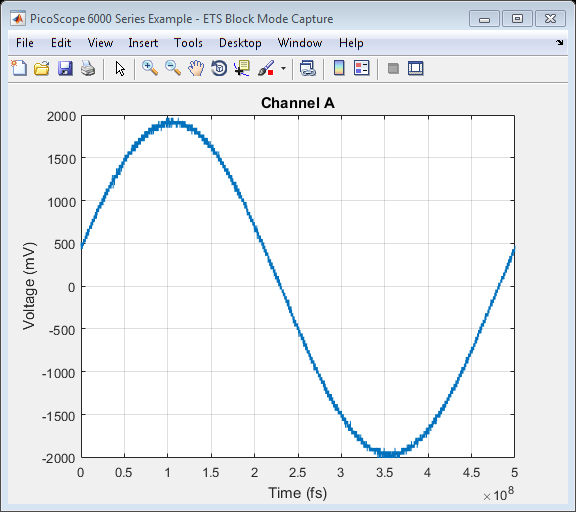 PicoScope 6000 Series Example - ETS Block Mode Capture
File Edit View Insert Tools Desktop Window Help
Channel A
2000
1500
1000
500
0
-500
-1000
-1500
-2000
Voltage (mV)
0 0.5 1 1.5 2 2.5 3 3.5 4 4.5 5
Time (fs)
×10^8